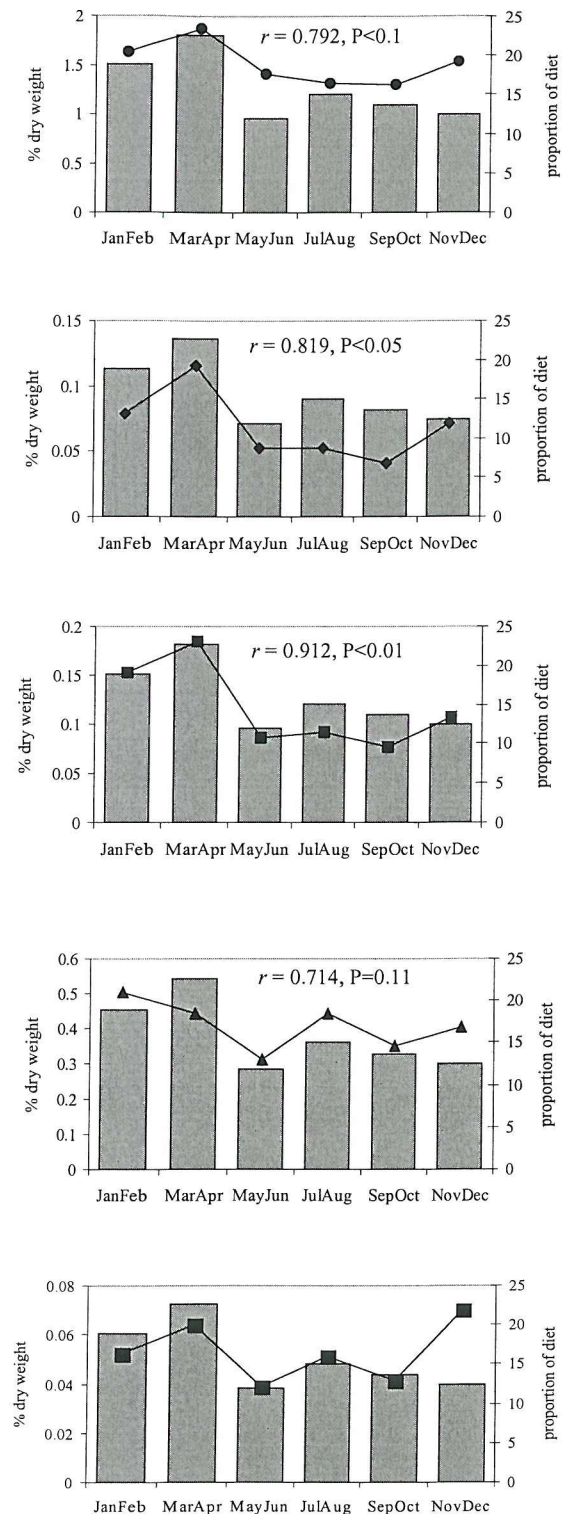 2 25
r = 0.792, P<0.1
20
1.5
15
1
10
0.5
5
0 0
% dry weight
proportion of diet
JanFeb MarApr MayJun JulAug SepOct NovDec
0.15 25
r = 0.819, P<0.05
20
0.1
15
10
0.05
5
0 0
% dry weight
proportion of diet
JanFeb MarApr MayJun JulAug SepOct NovDec
0.2 25
r = 0.912, P<0.01
20
0.15
15
0.1
10
0.05
5
0 0
% dry weight
proportion of diet
JanFeb MarApr MayJun JulAug SepOct NovDec
0.6 25
r = 0.714, P=0.11
0.5
20
0.4
15
0.3
10
0.2
5
0.1
0 0
% dry weight
proportion of diet
JanFeb MarApr MayJun JulAug SepOct NovDec
0.08 25
20
0.06
15
0.04
10
0.02
5
0 0
% dry weight
proportion of diet
JanFeb MarApr MayJun JulAug SepOct NovDec